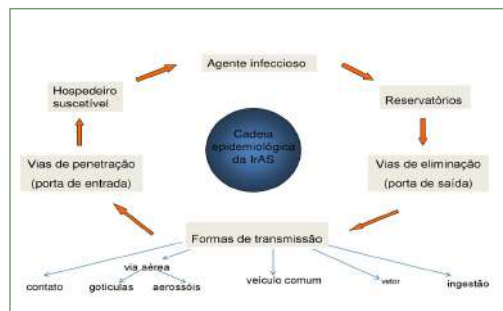 Agente infeccioso
Reservatórios
Vias de eliminação
(porta de saída)
Formas de transmissão
contato
via aérea
gotículas
aerossóis
veículo comum
vetor
ingestão
Vias de penetração
(porta de entrada)
Hospedeiro
suscetível
Cadeia
epidemiológica
da IrAS